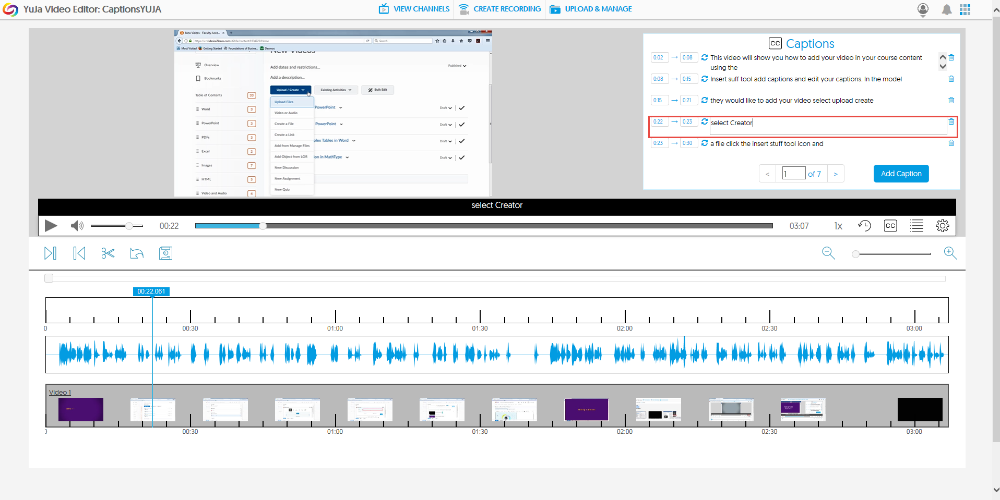 YuJa Video Editor: CaptionsYUJA
VIEW CHANNELS
CREATE RECORDING
UPLOAD & MANAGE
New Videos - Faculty Acce...
https://ccd.desire2learn.com/d2l/le/content/1534223/Home
Search
Most Visited
Getting Started
Foundations of Busine...
Desmos
Overview
Bookmarks
Table of Contents 33
Word 3
PowerPoint 3
PDFs 3
Excel 2
Images 7
HTML 5
Video and Audio 4
New Videos
Add dates and restrictions...
Published
Add a description...
Upload / Create
Existing Activities
Bulk Edit
Upload Files
Video or Audio
Create a File
Create a Link
Add from Manage Files
Add Object from LOR
New Discussion
New Assignment
New Quiz
PowerPoint
Draft
PowerPoint
Draft
plex Tables in Word
Draft
on in MathType
Draft
CC Captions
0:02 → 0:08 This video will show you how to add your video in your course content
using the
0:08 → 0:15 Insert suff tool add captions and edit your captions. In the model
0:15 → 0:21 they would like to add your video select upload create
0:22 → 0:23 select Creator
0:23 → 0:30 a file click the insert stuff tool icon and
< 1 of 7 >
Add Caption
select Creator
00:22
03:07
1x
CC
00:22.061
0 00:30 01:00 01:30 02:00 02:30 03:00
Video 1
Editing Captions
00:30 01:00 01:30 02:00 02:30 03:00